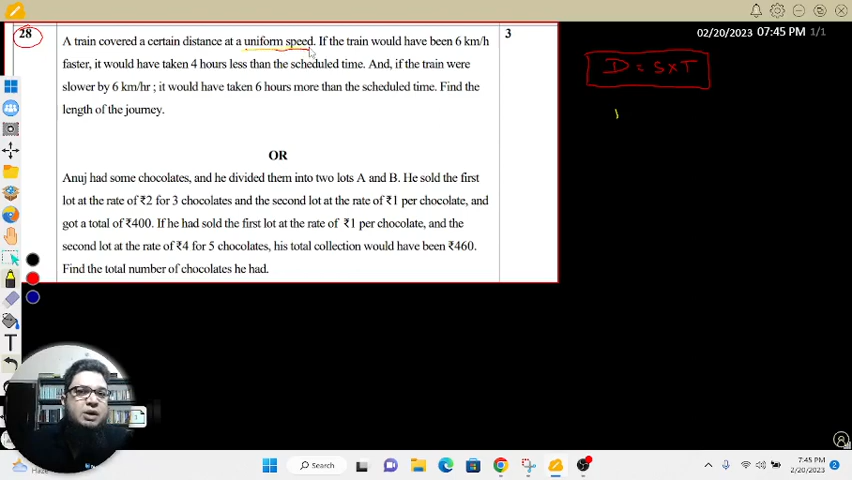 02/20/2023 07:45 PM 1/1
28
A train covered a certain distance at a uniform speed. If the train would have been 6 km/h
3
faster, it would have taken 4 hours less than the scheduled time. And, if the train were
slower by 6 km/hr ; it would have taken 6 hours more than the scheduled time. Find the
length of the journey.
D = S × T
OR
Anuj had some chocolates, and he divided them into two lots A and B. He sold the first
lot at the rate of ₹2 for 3 chocolates and the second lot at the rate of ₹1 per chocolate, and
got a total of ₹400. If he had sold the first lot at the rate of ₹1 per chocolate, and the
second lot at the rate of ₹4 for 5 chocolates, his total collection would have been ₹460.
Find the total number of chocolates he had.
T
Haze
Search
7:45 PM
2/20/2023
2